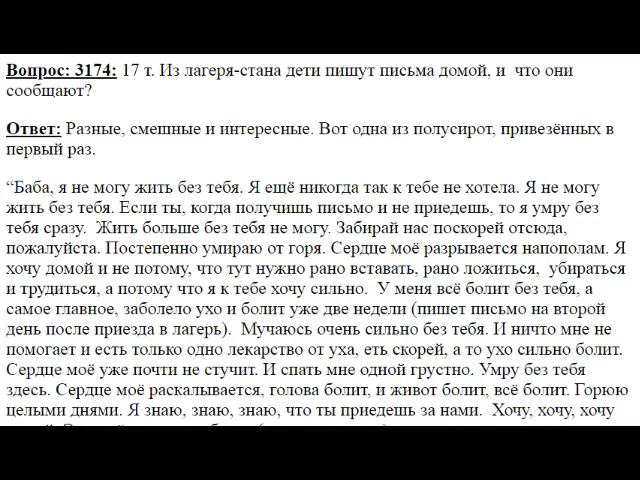 Вопрос: 3174: 17 т. Из лагеря-стана дети пишут письма домой, и  что они
сообщают?
Ответ: Разные, смешные и интересные. Вот одна из полусирот, привезённых в
первый раз.
“Баба, я не могу жить без тебя. Я ещё никогда так к тебе не хотела. Я не могу
жить без тебя. Если ты, когда получишь письмо и не приедешь, то я умру без
тебя сразу.  Жить больше без тебя не могу. Забирай нас поскорей отсюда,
пожалуйста. Постепенно умираю от горя. Сердце моё разрывается напополам. Я
хочу домой и не потому, что тут нужно рано вставать, рано ложиться,  убираться
и трудиться, а потому что я к тебе хочу сильно.  У меня всё болит без тебя, а
самое главное, заболело ухо и болит уже две недели (пишет письмо на второй
день после приезда в лагерь).  Мучаюсь очень сильно без тебя. И ничто мне не
помогает и есть только одно лекарство от уха, еть скорей, а то ухо сильно болит.
Сердце моё уже почти не стучит. И спать мне одной грустно. Умру без тебя
здесь. Сердце моё раскалывается, голова болит, и живот болит, всё болит. Горюю
целыми днями. Я знаю, знаю, знаю, что ты приедешь за нами.  Хочу, хочу, хочу